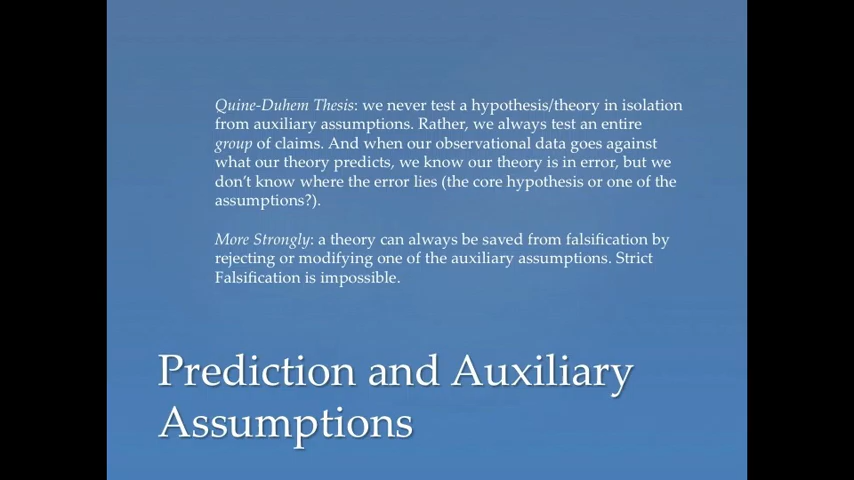 Quine-Duhem Thesis: we never test a hypothesis/theory in isolation
from auxiliary assumptions. Rather, we always test an entire
group of claims. And when our observational data goes against
what our theory predicts, we know our theory is in error, but we
don't know where the error lies (the core hypothesis or one of the
assumptions?).
More Strongly: a theory can always be saved from falsification by
rejecting or modifying one of the auxiliary assumptions. Strict
Falsification is impossible.
Prediction and Auxiliary
Assumptions